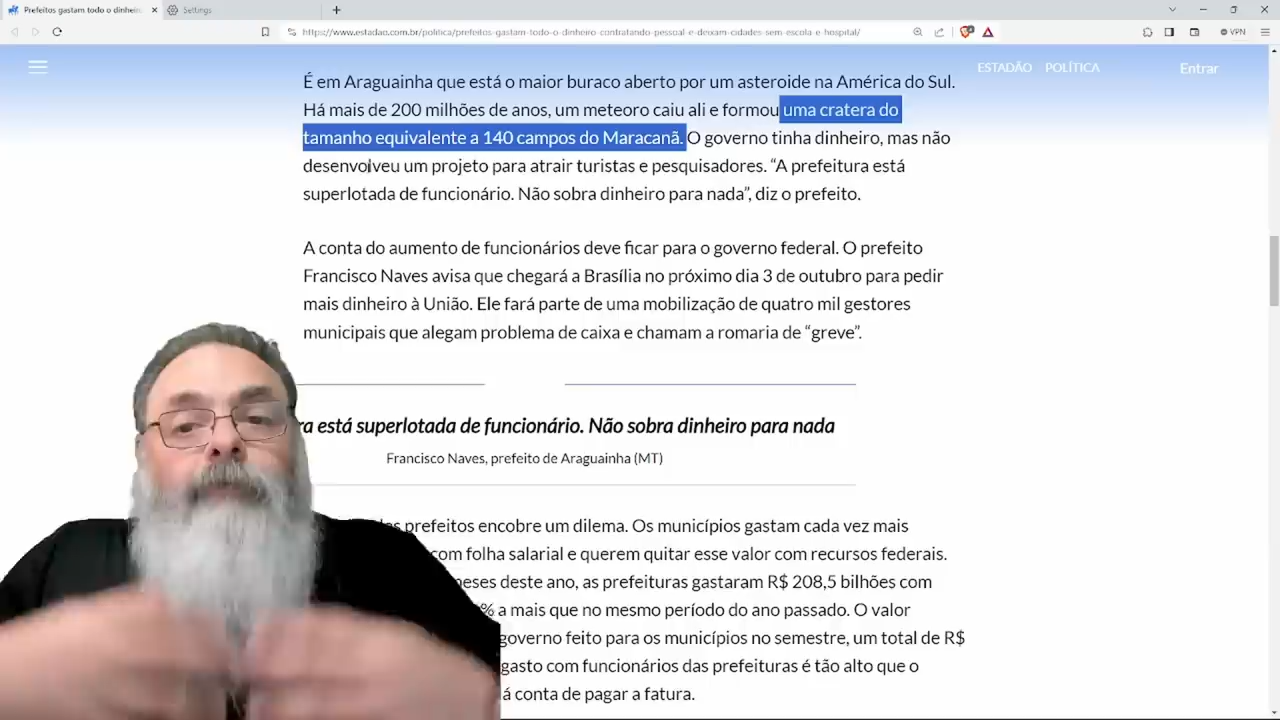 Prefeitos gastam todo o dinheir
Settings
https://www.estadao.com.br/politica/prefeitos-gastam-todo-o-dinheiro-contratando-pessoal-e-deixam-cidades-sem-escola-e-hospital/
VPN
ESTADÃO POLÍTICA
Entrar
É em Araguainha que está o maior buraco aberto por um asteroide na América do Sul.
Há mais de 200 milhões de anos, um meteoro caiu ali e formou uma cratera do
tamanho equivalente a 140 campos do Maracanã. O governo tinha dinheiro, mas não
desenvolveu um projeto para atrair turistas e pesquisadores. “A prefeitura está
superlotada de funcionário. Não sobra dinheiro para nada”, diz o prefeito.
A conta do aumento de funcionários deve ficar para o governo federal. O prefeito
Francisco Naves avisa que chegará a Brasília no próximo dia 3 de outubro para pedir
mais dinheiro à União. Ele fará parte de uma mobilização de quatro mil gestores
municipais que alegam problema de caixa e chamam a romaria de “greve”.
está superlotada de funcionário. Não sobra dinheiro para nada
Francisco Naves, prefeito de Araguainha (MT)
prefeitos encobre um dilema. Os municípios gastam cada vez mais
com folha salarial e querem quitar esse valor com recursos federais.
meses deste ano, as prefeituras gastaram R$ 208,5 bilhões com
% a mais que no mesmo período do ano passado. O valor
governo feito para os municípios no semestre, um total de R$
gasto com funcionários das prefeituras é tão alto que o
conta de pagar a fatura.